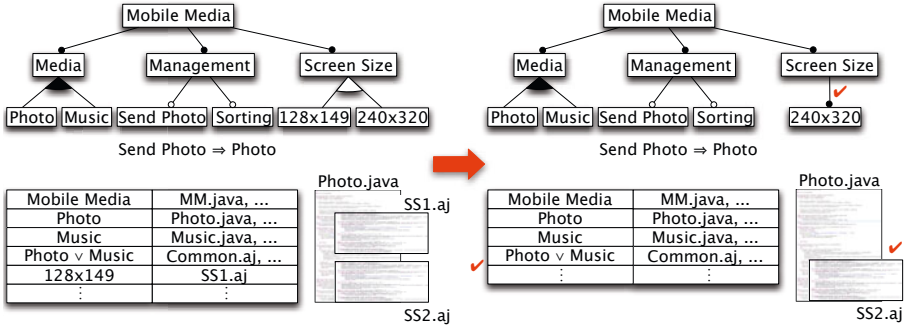 Mobile Media
Media Management Screen Size
Photo Music Send Photo Sorting 128x149 240x320
Send Photo ⇒ Photo
Mobile Media MM.java, ...
Photo Photo.java, ...
Music Music.java, ...
Photo ∨ Music Common.aj, ...
128x149 SS1.aj
⋮ ⋮
Photo.java
SS1.aj
SS2.aj
Mobile Media
Media Management Screen Size
Photo Music Send Photo Sorting 240x320
Send Photo ⇒ Photo
Mobile Media MM.java, ...
Photo Photo.java, ...
Music Music.java, ...
Photo ∨ Music Common.aj, ...
⋮ ⋮
Photo.java
SS2.aj